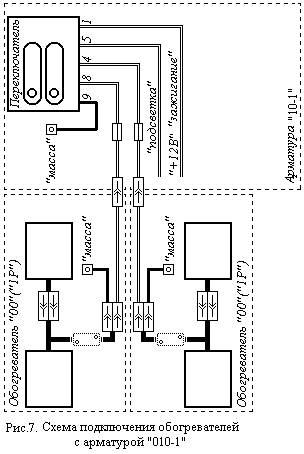 Переключатель
1
5
4
8
9
"масса"
"подсветка"
"+12В" "зажигание"
Арматура "10-1"
"масса"
"масса"
Обогреватель "00"("1Р")
Обогреватель "00"("1Р")
Рис.7. Схема подключения обогревателей
с арматурой "010-1"